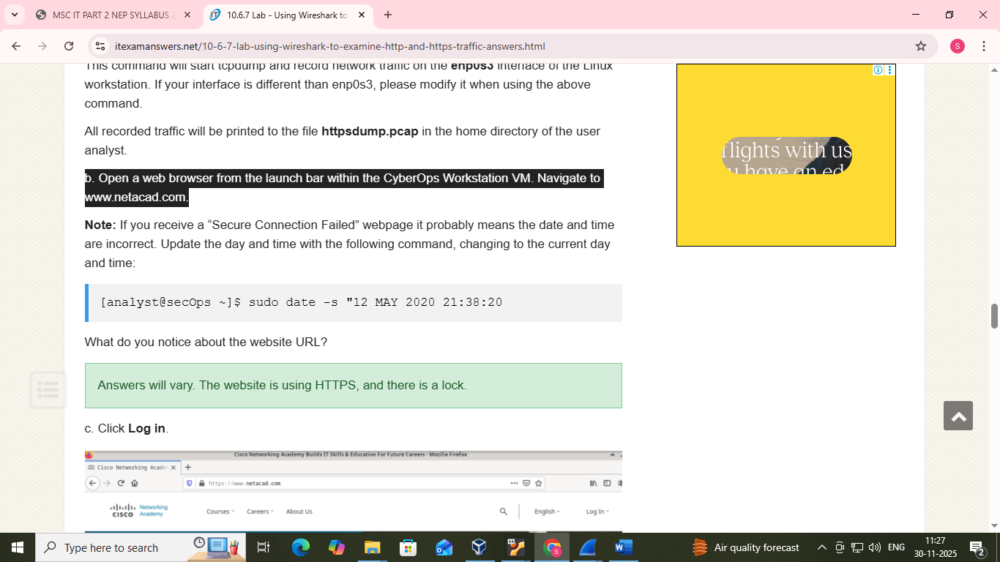 MSC IT PART 2 NEP SYLLABUS 2
10.6.7 Lab - Using Wireshark to
itexamanswers.net/10-6-7-lab-using-wireshark-to-examine-http-and-https-traffic-answers.html
S
This command will start tcpdump and record network traffic on the enp0s3 interface of the Linux
workstation. If your interface is different than enp0s3, please modify it when using the above
command.
All recorded traffic will be printed to the file httpsdump.pcap in the home directory of the user
analyst.
b. Open a web browser from the launch bar within the CyberOps Workstation VM. Navigate to
www.netacad.com.
Note: If you receive a “Secure Connection Failed” webpage it probably means the date and time
are incorrect. Update the day and time with the following command, changing to the current day
and time:
[analyst@secOps ~]$ sudo date –s "12 MAY 2020 21:38:20
What do you notice about the website URL?
Answers will vary. The website is using HTTPS, and there is a lock.
c. Click Log in.
Cisco Networking Academy Builds IT Skills & Education For Future Careers - Mozilla Firefox
Cisco Networking Acade
https://www.netacad.com
CISCO Networking Academy
Courses
Careers
About Us
English
Log In
flights with us
u have an ed
Type here to search
Air quality forecast
ENG
11:27
30-11-2025
2